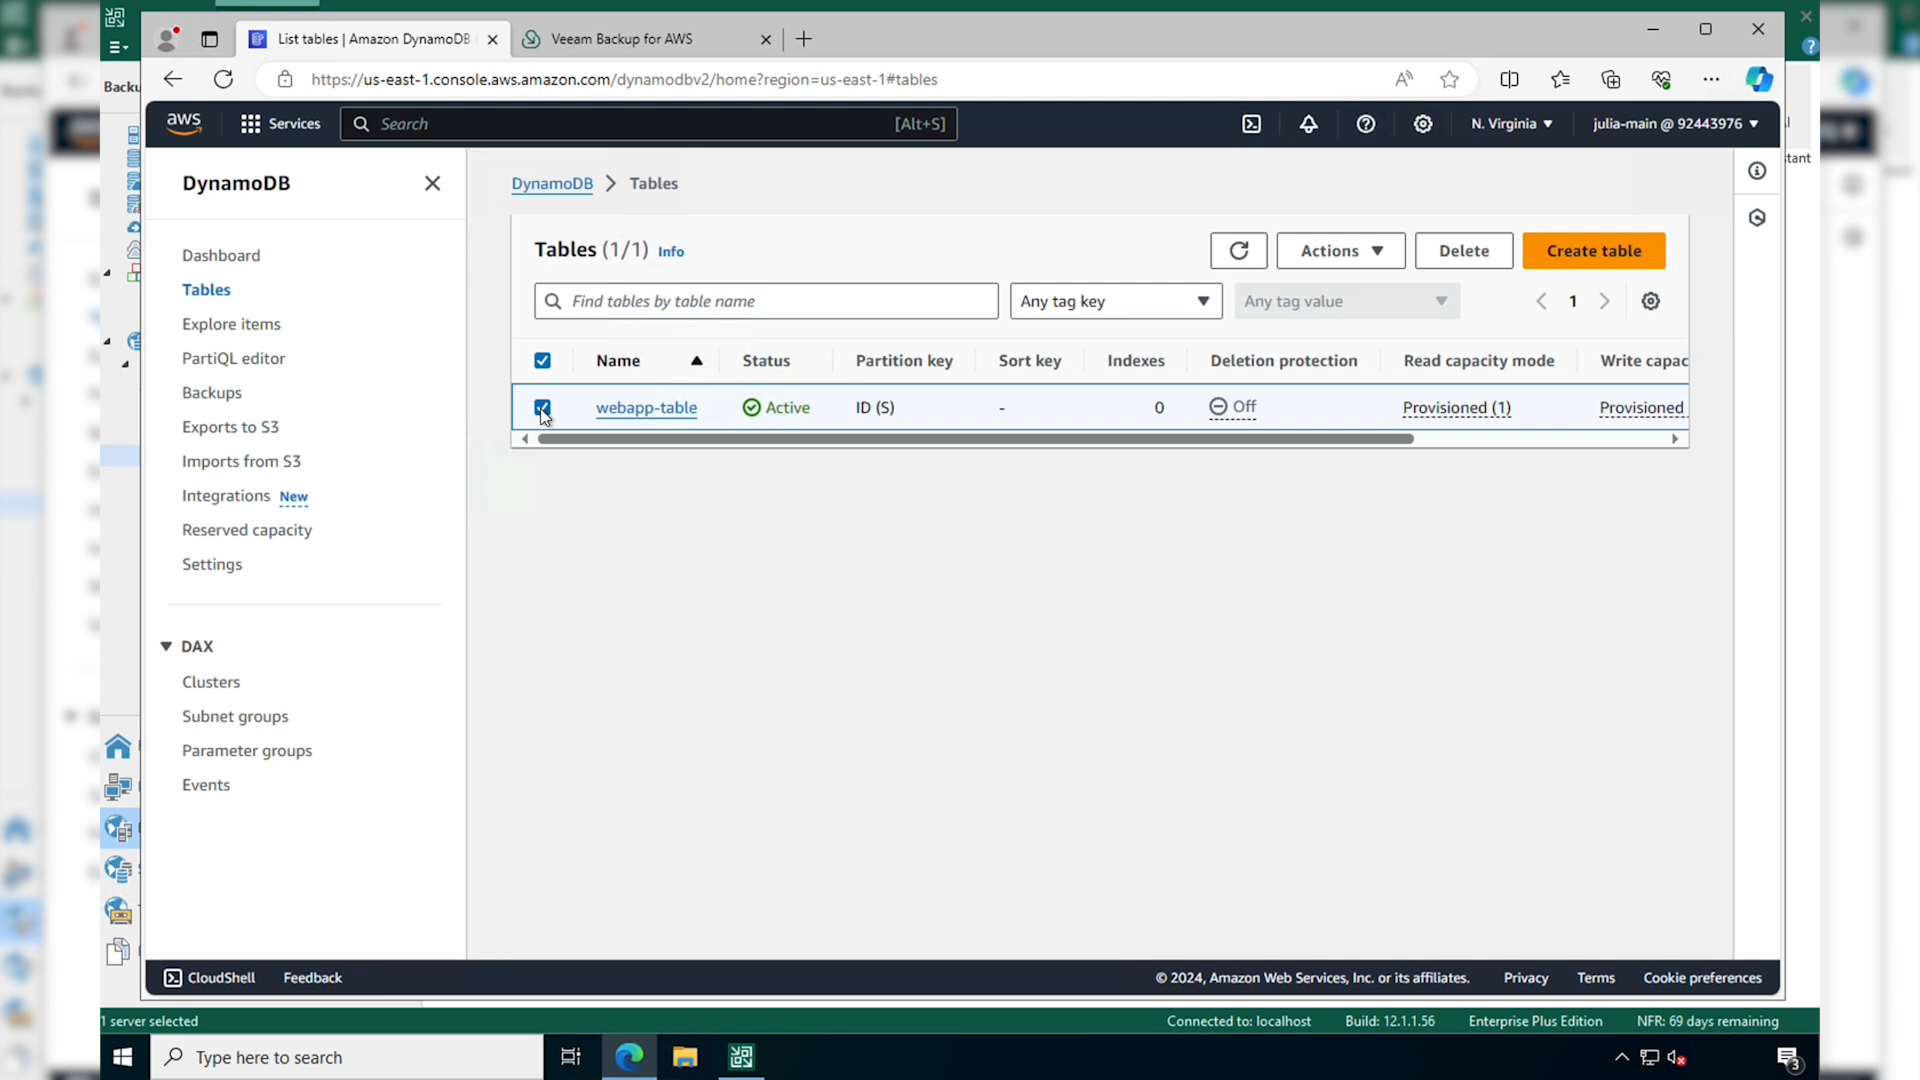 List tables | Amazon DynamoDB
Veeam Backup for AWS
Backu
https://us-east-1.console.aws.amazon.com/dynamodbv2/home?region=us-east-1#tables
aws
Services
Search
[Alt+S]
N. Virginia
julia-main @ 92443976
tant
DynamoDB
DynamoDB > Tables
Tables (1/1) Info
Actions
Delete
Create table
Dashboard
Tables
Explore items
PartiQL editor
Backups
Exports to S3
Imports from S3
Integrations New
Reserved capacity
Settings
DAX
Clusters
Subnet groups
Parameter groups
Events
Find tables by table name
Any tag key
Any tag value
1
Name Status Partition key Sort key Indexes Deletion protection Read capacity mode Write capac
webapp-table Active ID (S) - 0 Off Provisioned (1) Provisioned
CloudShell
Feedback
© 2024, Amazon Web Services, Inc. or its affiliates.
Privacy
Terms
Cookie preferences
1 server selected
Connected to: localhost
Build: 12.1.1.56
Enterprise Plus Edition
NFR: 69 days remaining
Type here to search
3